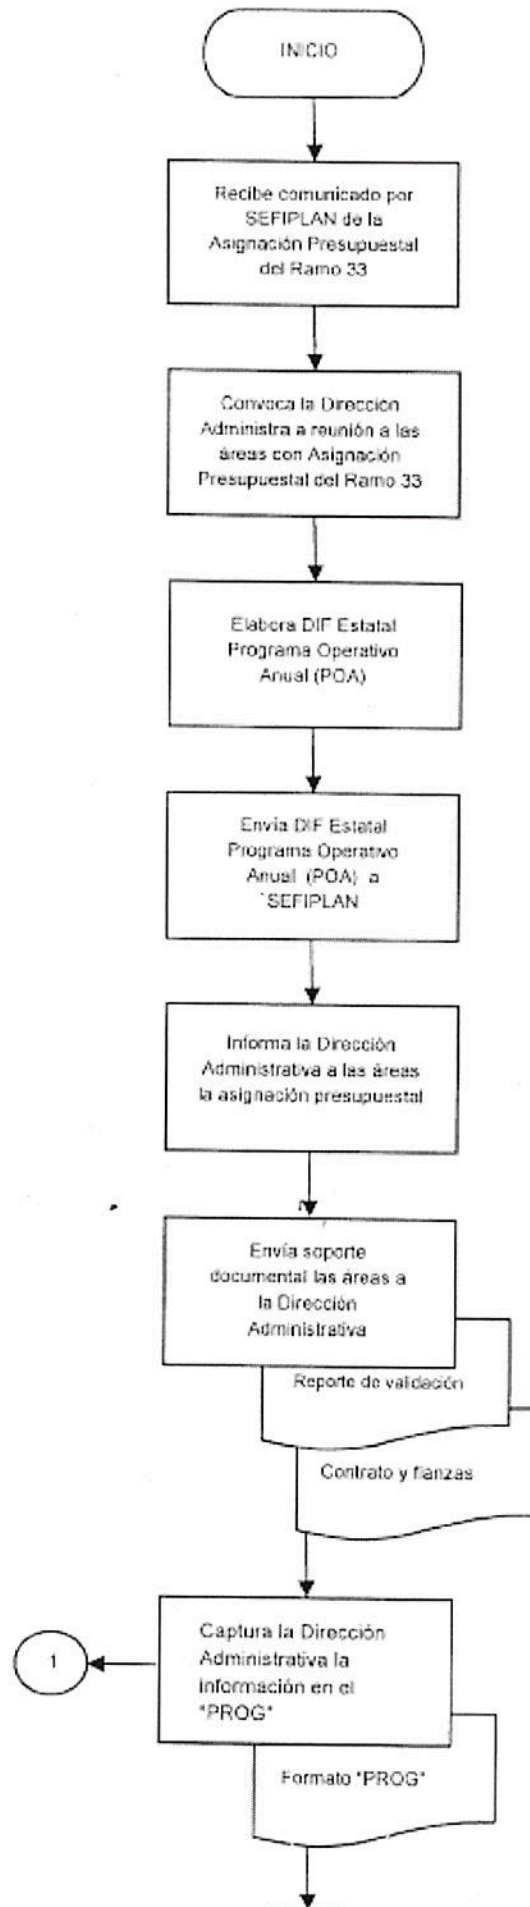 INICIO
Recibe comunicado por
SEFIPLAN de la
Asignación Presupuestal
del Ramo 33
Convoca la Dirección
Administra a reunión a las
áreas con Asignación
Presupuestal del Ramo 33
Elabora DIF Estatal
Programa Operativo
Anual (POA)
Envía DIF Estatal
Programa Operativo
Anual (POA) a
SEFIPLAN
Informa la Dirección
Administrativa a las áreas
la asignación presupuestal
Envía soporte
documental las áreas a
la Dirección
Administrativa
Reporte de validación
Contrato y fianzas
Captura la Dirección
Administrativa la
información en el
"PROG"
1
Formato "PROG"